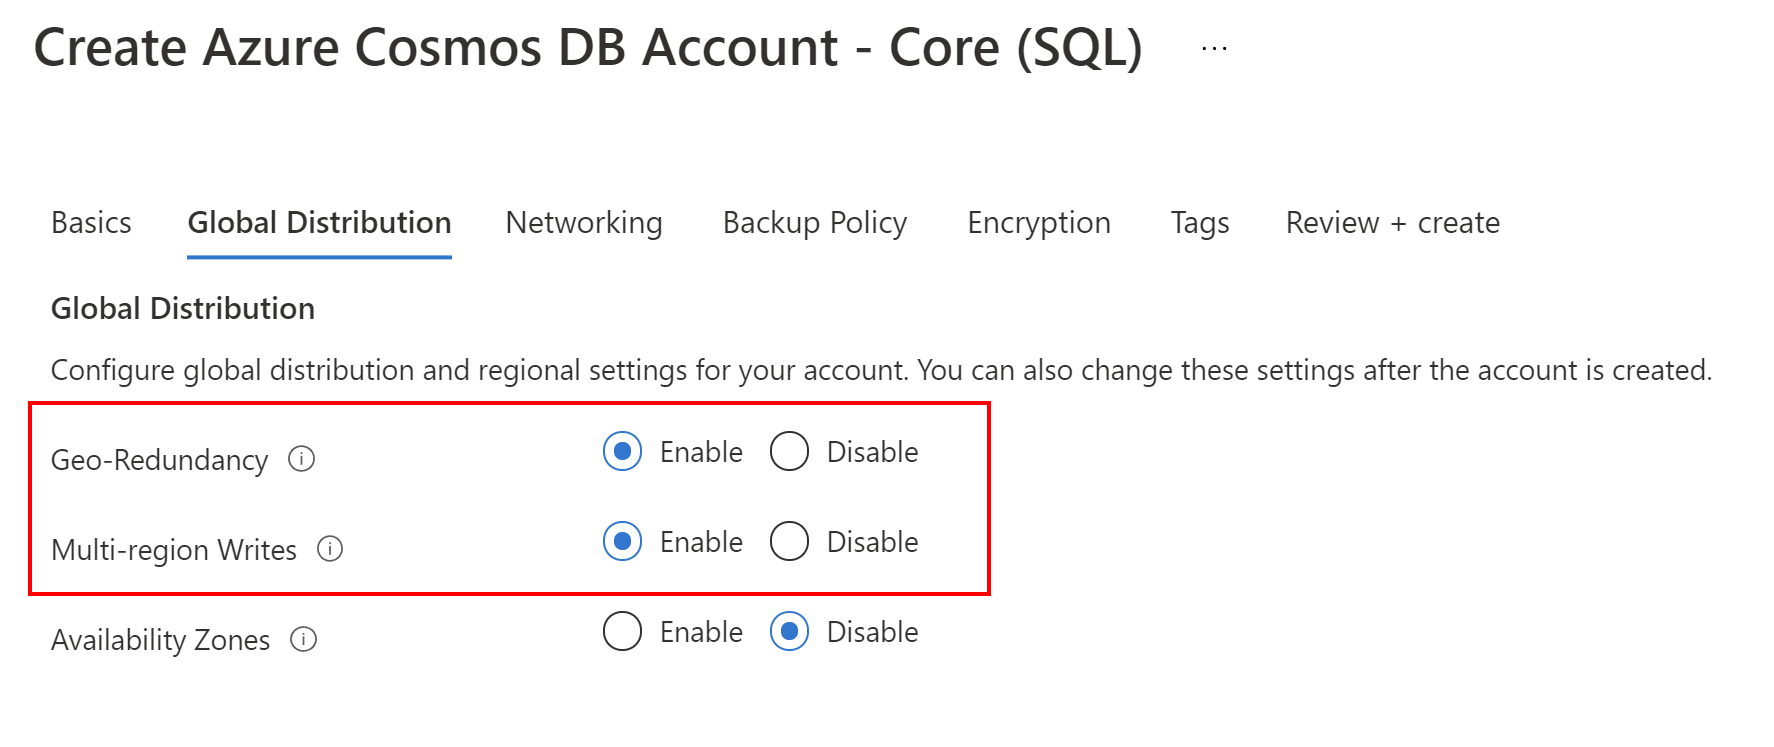 Create Azure Cosmos DB Account - Core (SQL) ...
Basics Global Distribution Networking Backup Policy Encryption Tags Review + create
Global Distribution
Configure global distribution and regional settings for your account. You can also change these settings after the account is created.
Geo-Redundancy Enable Disable
Multi-region Writes Enable Disable
Availability Zones Enable Disable